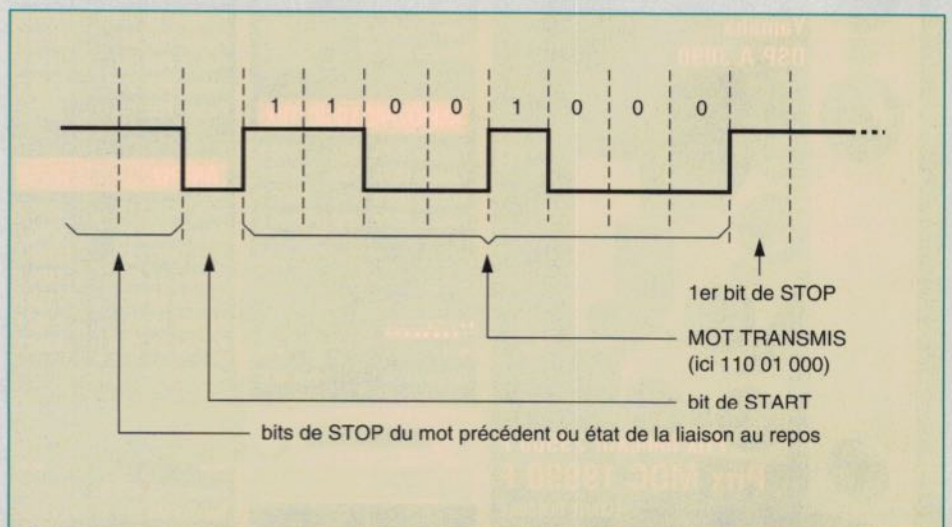 1 1 0 0 1 0 0 0
1er bit de STOP
MOT TRANSMIS
(ici 110 01 000)
bit de START
bits de STOP du mot précédent ou état de la liaison au repos